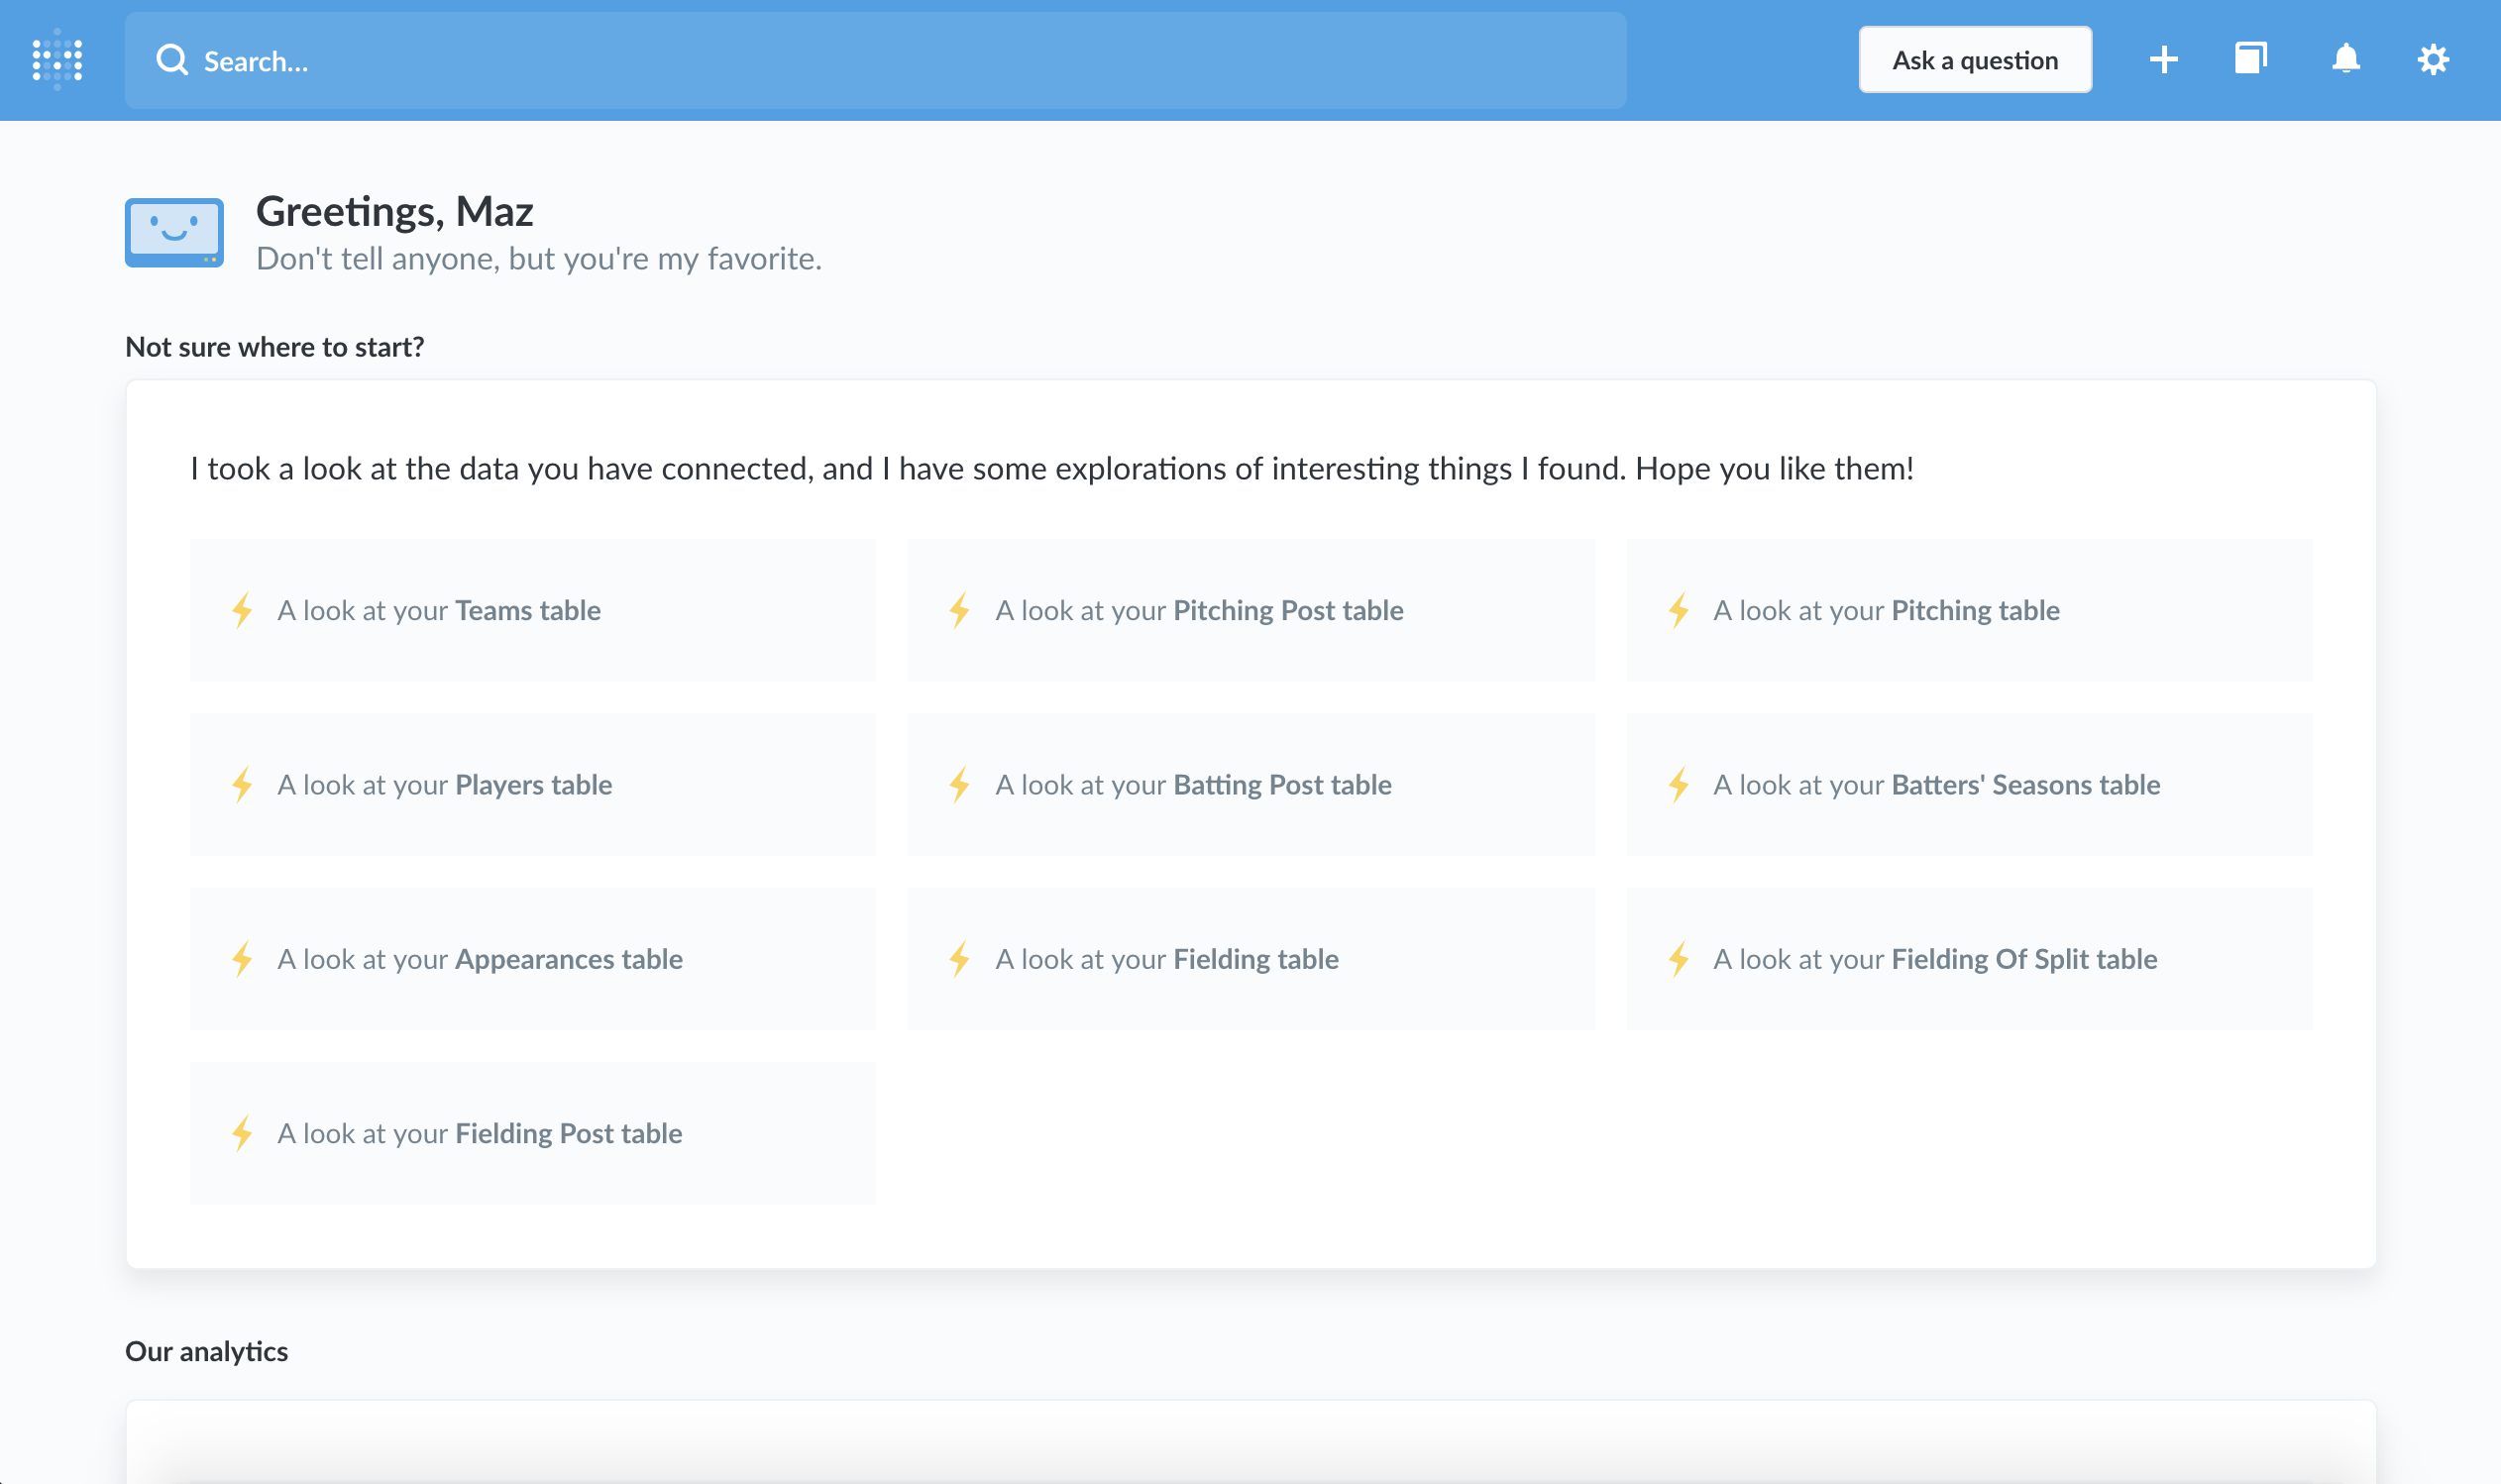 Search...
Ask a question
Greetings, Maz
Don't tell anyone, but you're my favorite.
Not sure where to start?
I took a look at the data you have connected, and I have some explorations of interesting things I found. Hope you like them!
A look at your Teams table
A look at your Pitching Post table
A look at your Pitching table
A look at your Players table
A look at your Batting Post table
A look at your Batters' Seasons table
A look at your Appearances table
A look at your Fielding table
A look at your Fielding Of Split table
A look at your Fielding Post table
Our analytics